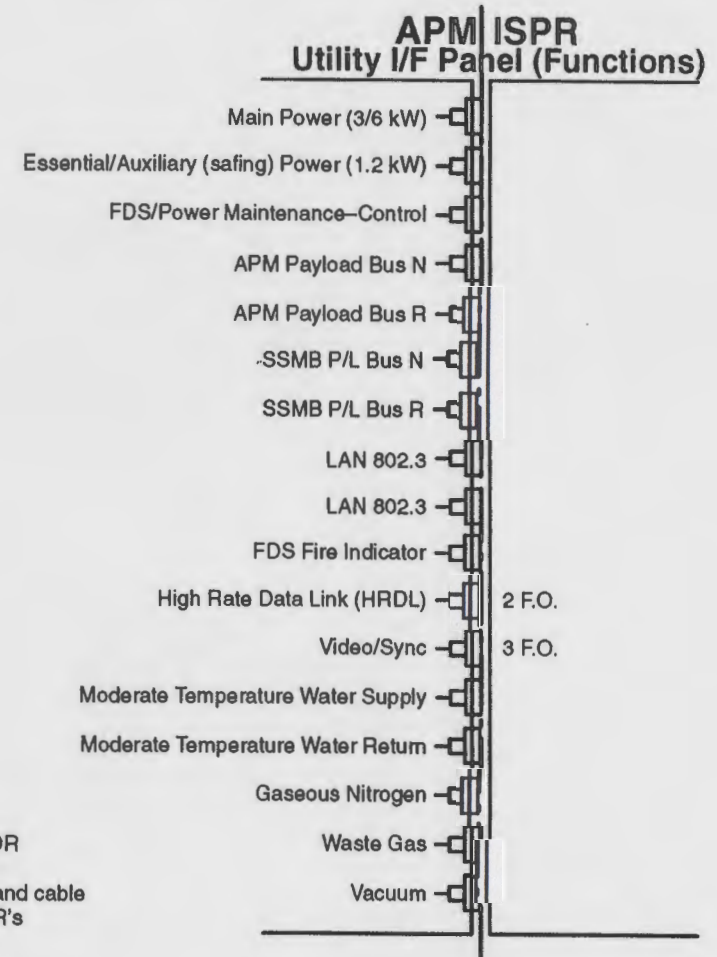 APM ISPR
Utility I/F Panel (Functions)
Main Power (3/6 kW)
Essential/Auxiliary (safing) Power (1.2 kW)
FDS/Power Maintenance–Control
APM Payload Bus N
APM Payload Bus R
SSMB P/L Bus N
SSMB P/L Bus R
LAN 802.3
LAN 802.3
FDS Fire Indicator
High Rate Data Link (HRDL) 2 F.O.
Video/Sync 3 F.O.
Moderate Temperature Water Supply
Moderate Temperature Water Return
Gaseous Nitrogen
Waste Gas
Vacuum
and cable